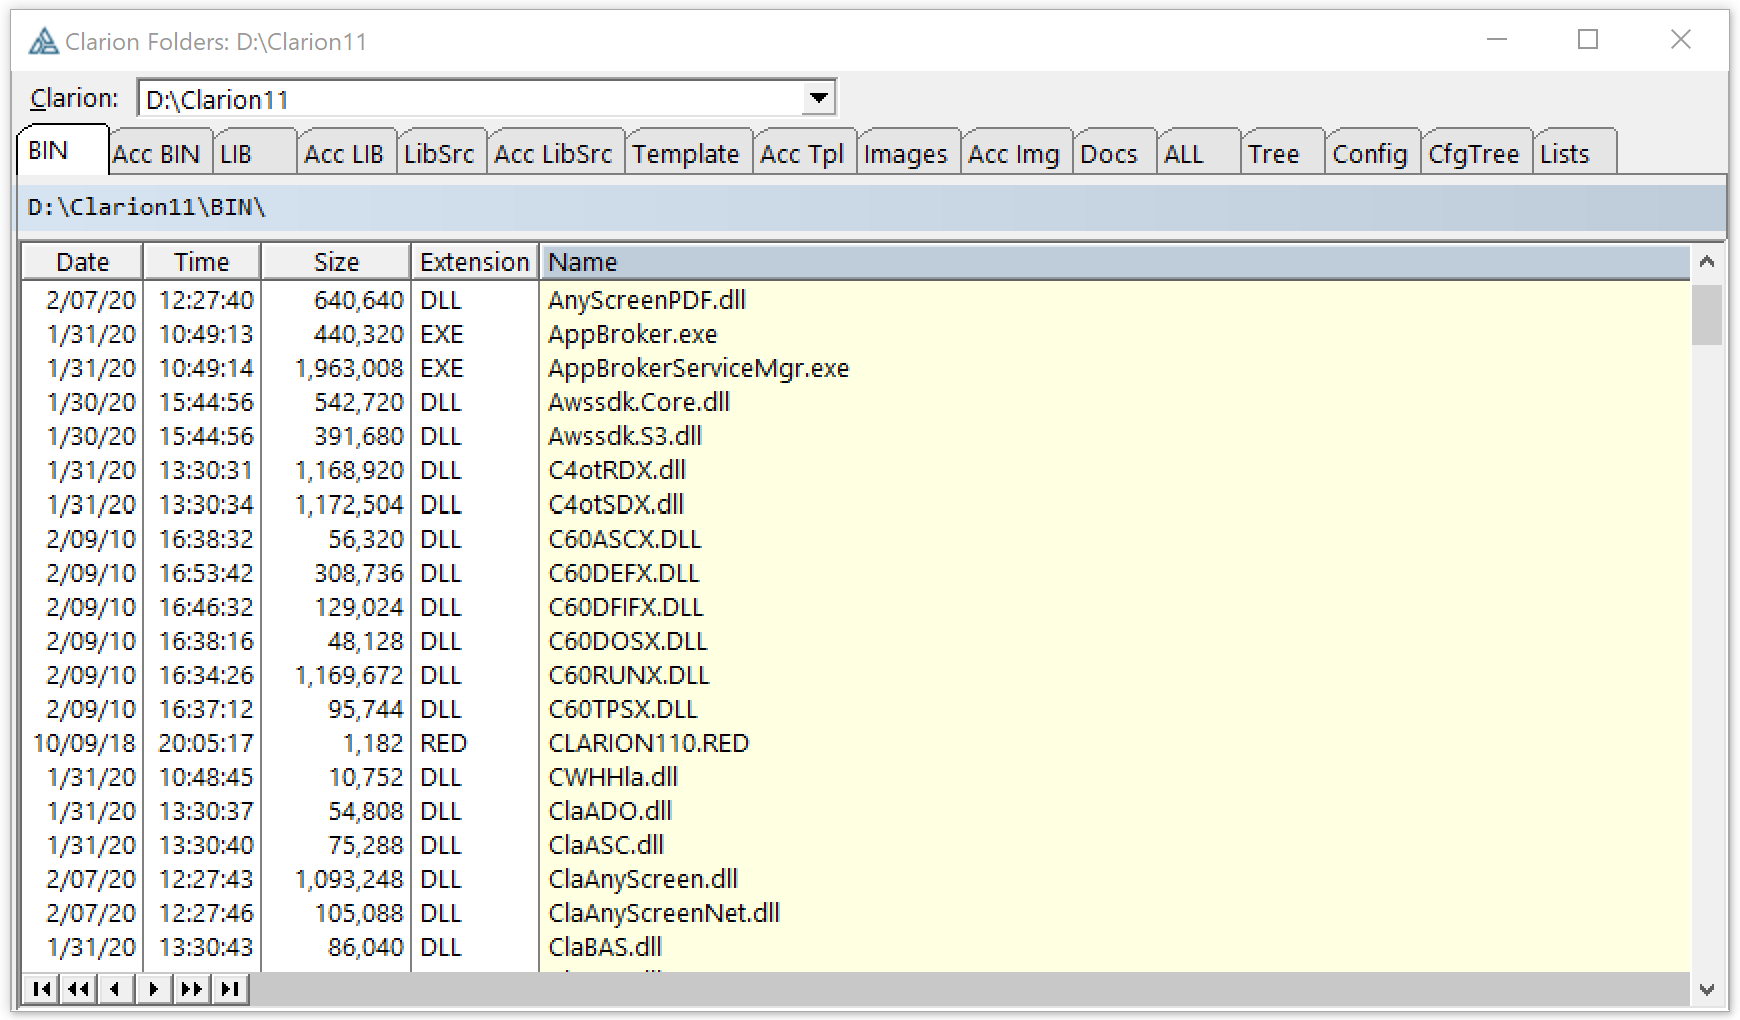 Clarion Folders: D:\Clarion11
Clarion: D:\Clarion11
BIN Acc BIN LIB Acc LIB LibSrc Acc LibSrc Template Acc Tpl Images Acc Img Docs ALL Tree Config CfgTree Lists
D:\Clarion11\BIN\
Date Time Size Extension Name
2/07/20 12:27:40 640,640 DLL AnyScreenPDF.dll
1/31/20 10:49:13 440,320 EXE AppBroker.exe
1/31/20 10:49:14 1,963,008 EXE AppBrokerServiceMgr.exe
1/30/20 15:44:56 542,720 DLL Awssdk.Core.dll
1/30/20 15:44:56 391,680 DLL Awssdk.S3.dll
1/31/20 13:30:31 1,168,920 DLL C4otRDX.dll
1/31/20 13:30:34 1,172,504 DLL C4otSDX.dll
2/09/10 16:38:32 56,320 DLL C60ASCX.DLL
2/09/10 16:53:42 308,736 DLL C60DEFX.DLL
2/09/10 16:46:32 129,024 DLL C60DFIFX.DLL
2/09/10 16:38:16 48,128 DLL C60DOSX.DLL
2/09/10 16:34:26 1,169,672 DLL C60RUNX.DLL
2/09/10 16:37:12 95,744 DLL C60TPSX.DLL
10/09/18 20:05:17 1,182 RED CLARION110.RED
1/31/20 10:48:45 10,752 DLL CWHHla.dll
1/31/20 13:30:37 54,808 DLL ClaADO.dll
1/31/20 13:30:40 75,288 DLL ClaASC.dll
2/07/20 12:27:43 1,093,248 DLL ClaAnyScreen.dll
2/07/20 12:27:46 105,088 DLL ClaAnyScreenNet.dll
1/31/20 13:30:43 86,040 DLL ClaBAS.dll